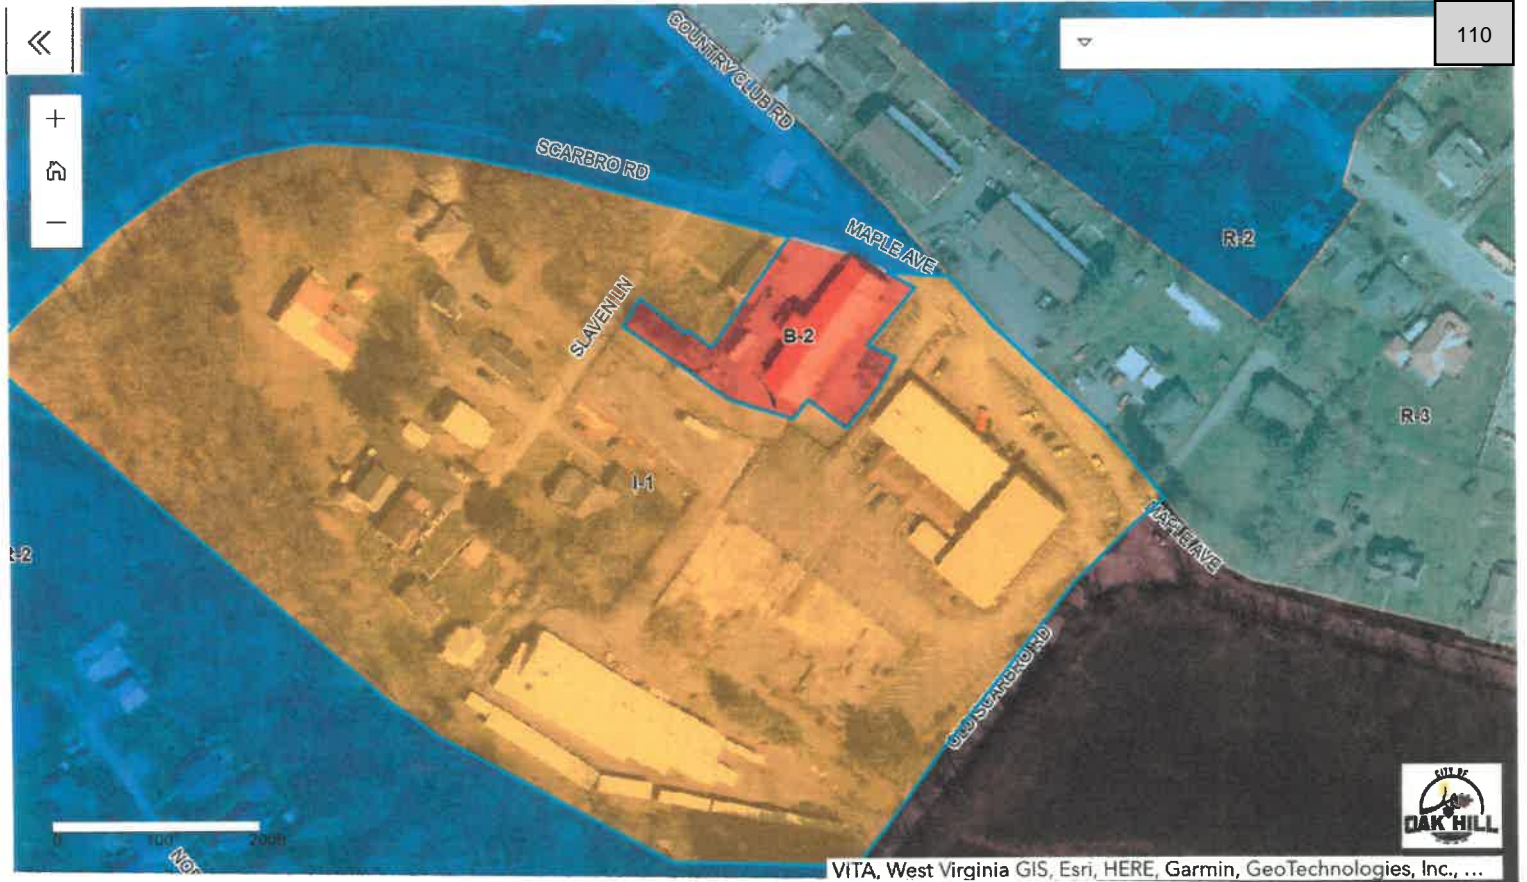 110
COUNTRY CLUB RD
SCARBRO RD
MAPLE AVE
R-2
SLAVEN LN
B-2
R-3
I-1
MAPLE AVE
-2
OLD SCARBRO RD
CITY OF
OAK HILL
100
200ft
NOR
VITA, West Virginia GIS, Esri, HERE, Garmin, GeoTechnologies, Inc., ...